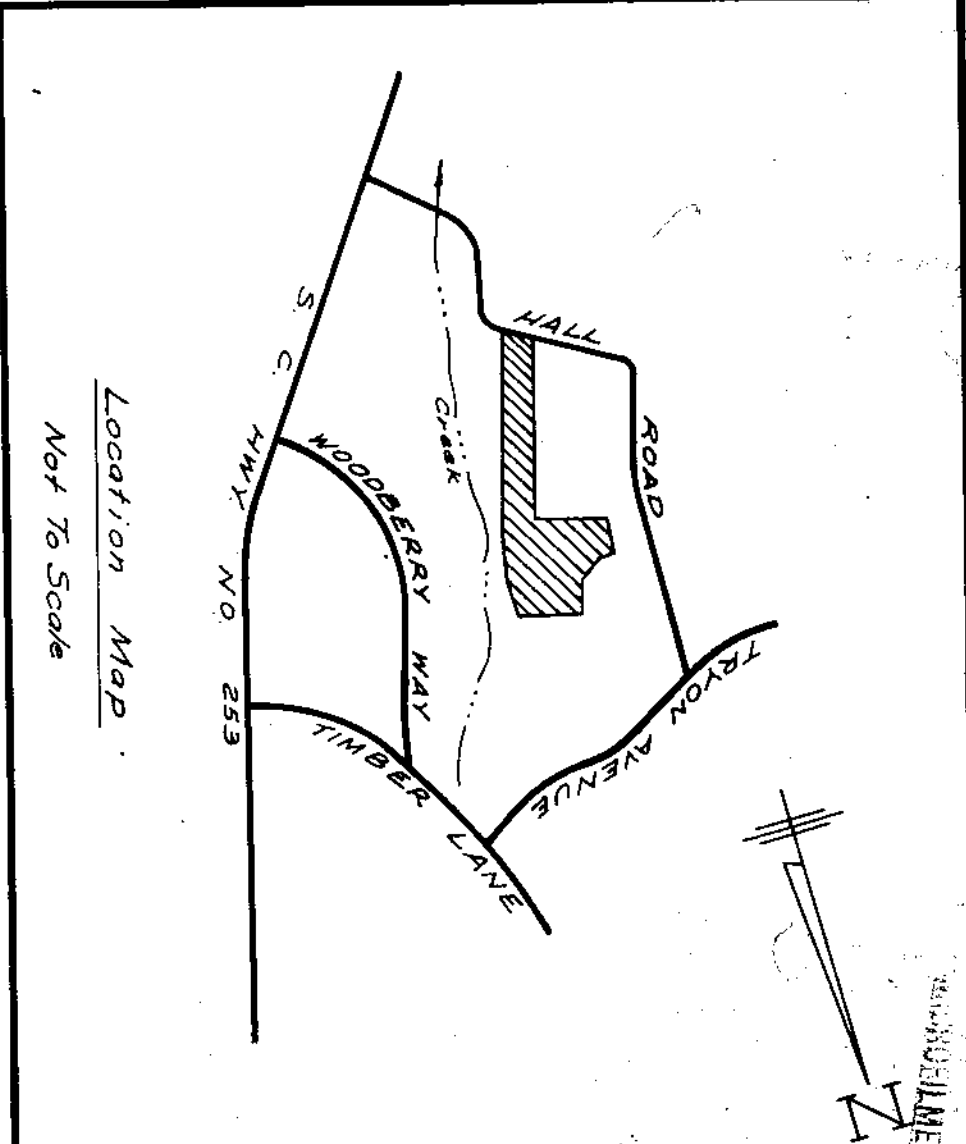 HALL ROAD
TRYON AVENUE
Creek
WOODBERRY WAY
TIMBER LANE
S. C. HWY. NO. 253
Location Map
Not To Scale
N